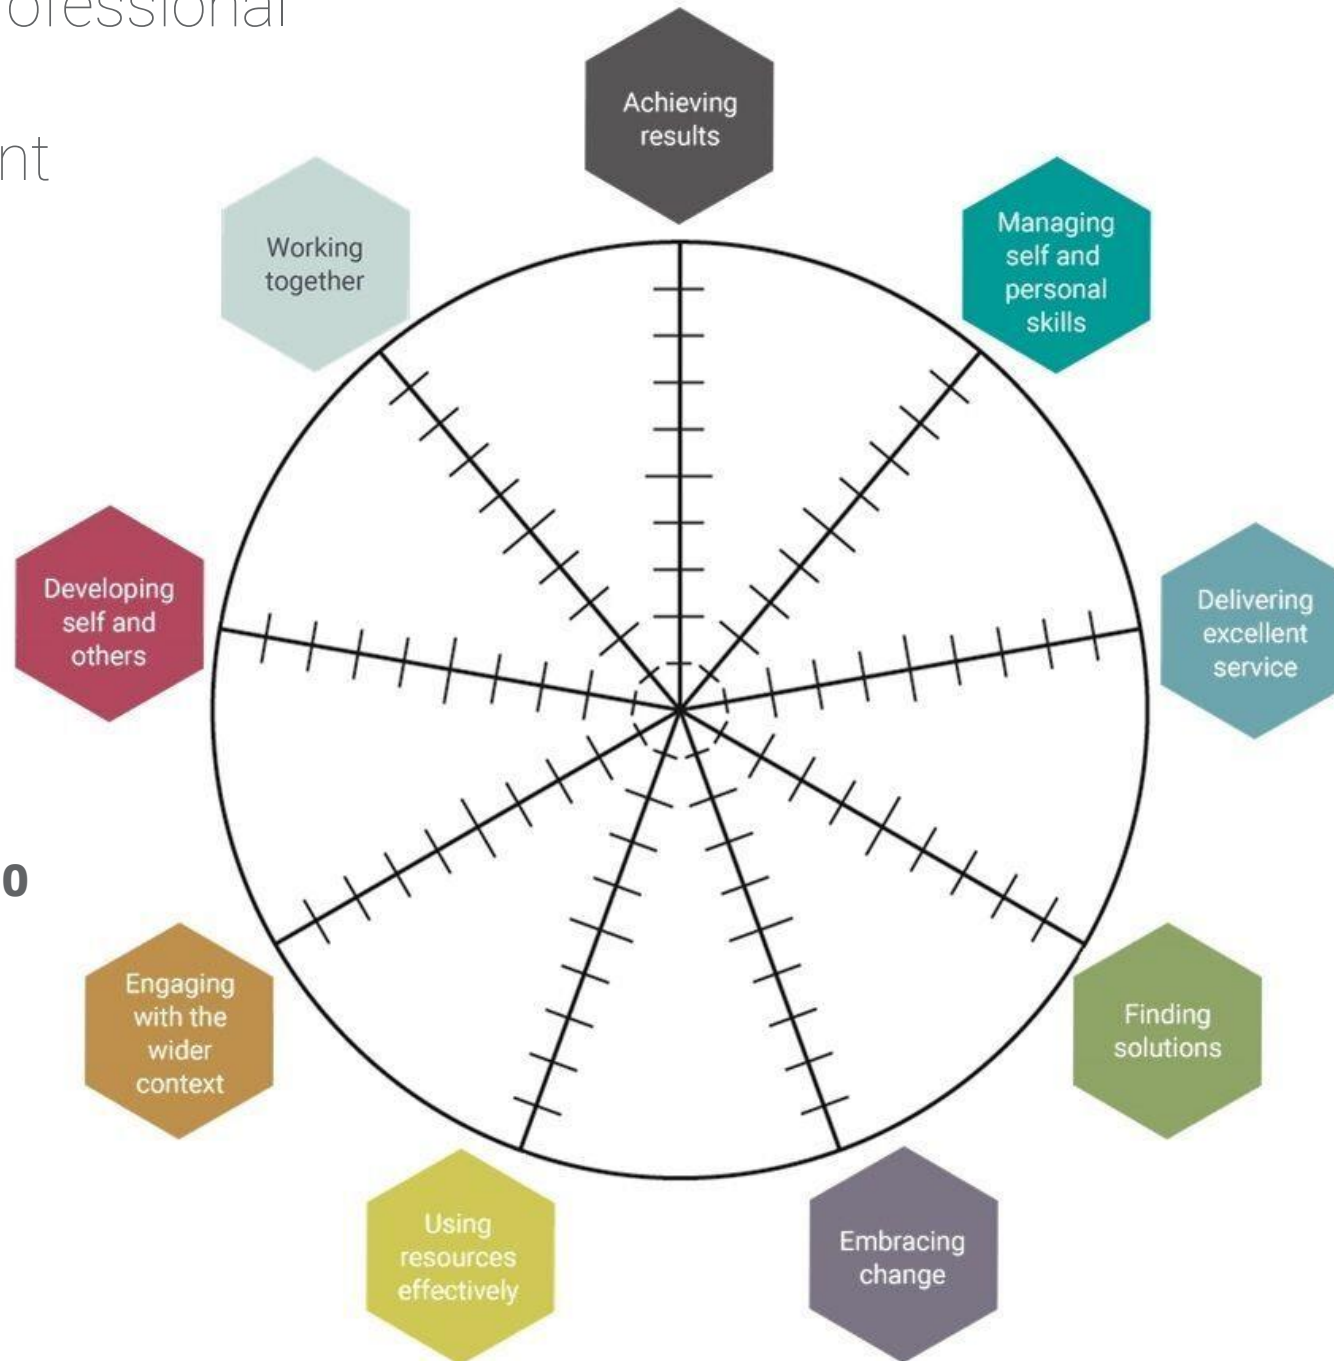 ofessional
nt
Achieving
results
Managing
self and
personal
skills
Delivering
excellent
service
Finding
solutions
Embracing
change
Using
resources
effectively
Engaging
with the
wider
context
0
Developing
self and
others
Working
together